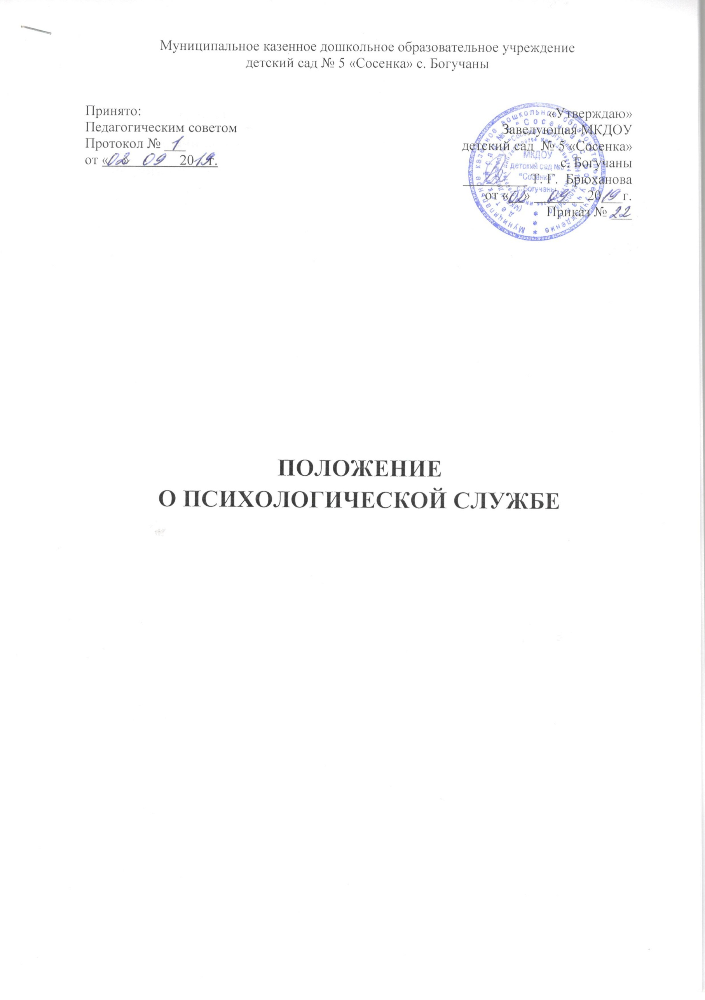 Муниципальное казенное дошкольное образовательное учреждение
детский сад № 5 «Сосенка» с. Богучаны
Принято:
Педагогическим советом
Протокол № 1
от «02» 09 2019г.
«Утверждаю»
Заведующая МКДОУ
детский сад № 5 «Сосенка»
с. Богучаны
Т. Г. Брюханова
от «02» 09 2019 г.
Приказ № 22
МКДОУ
детский сад №5
"Сосенка"
с.Богучаны
ПОЛОЖЕНИЕ
О ПСИХОЛОГИЧЕСКОЙ СЛУЖБЕ